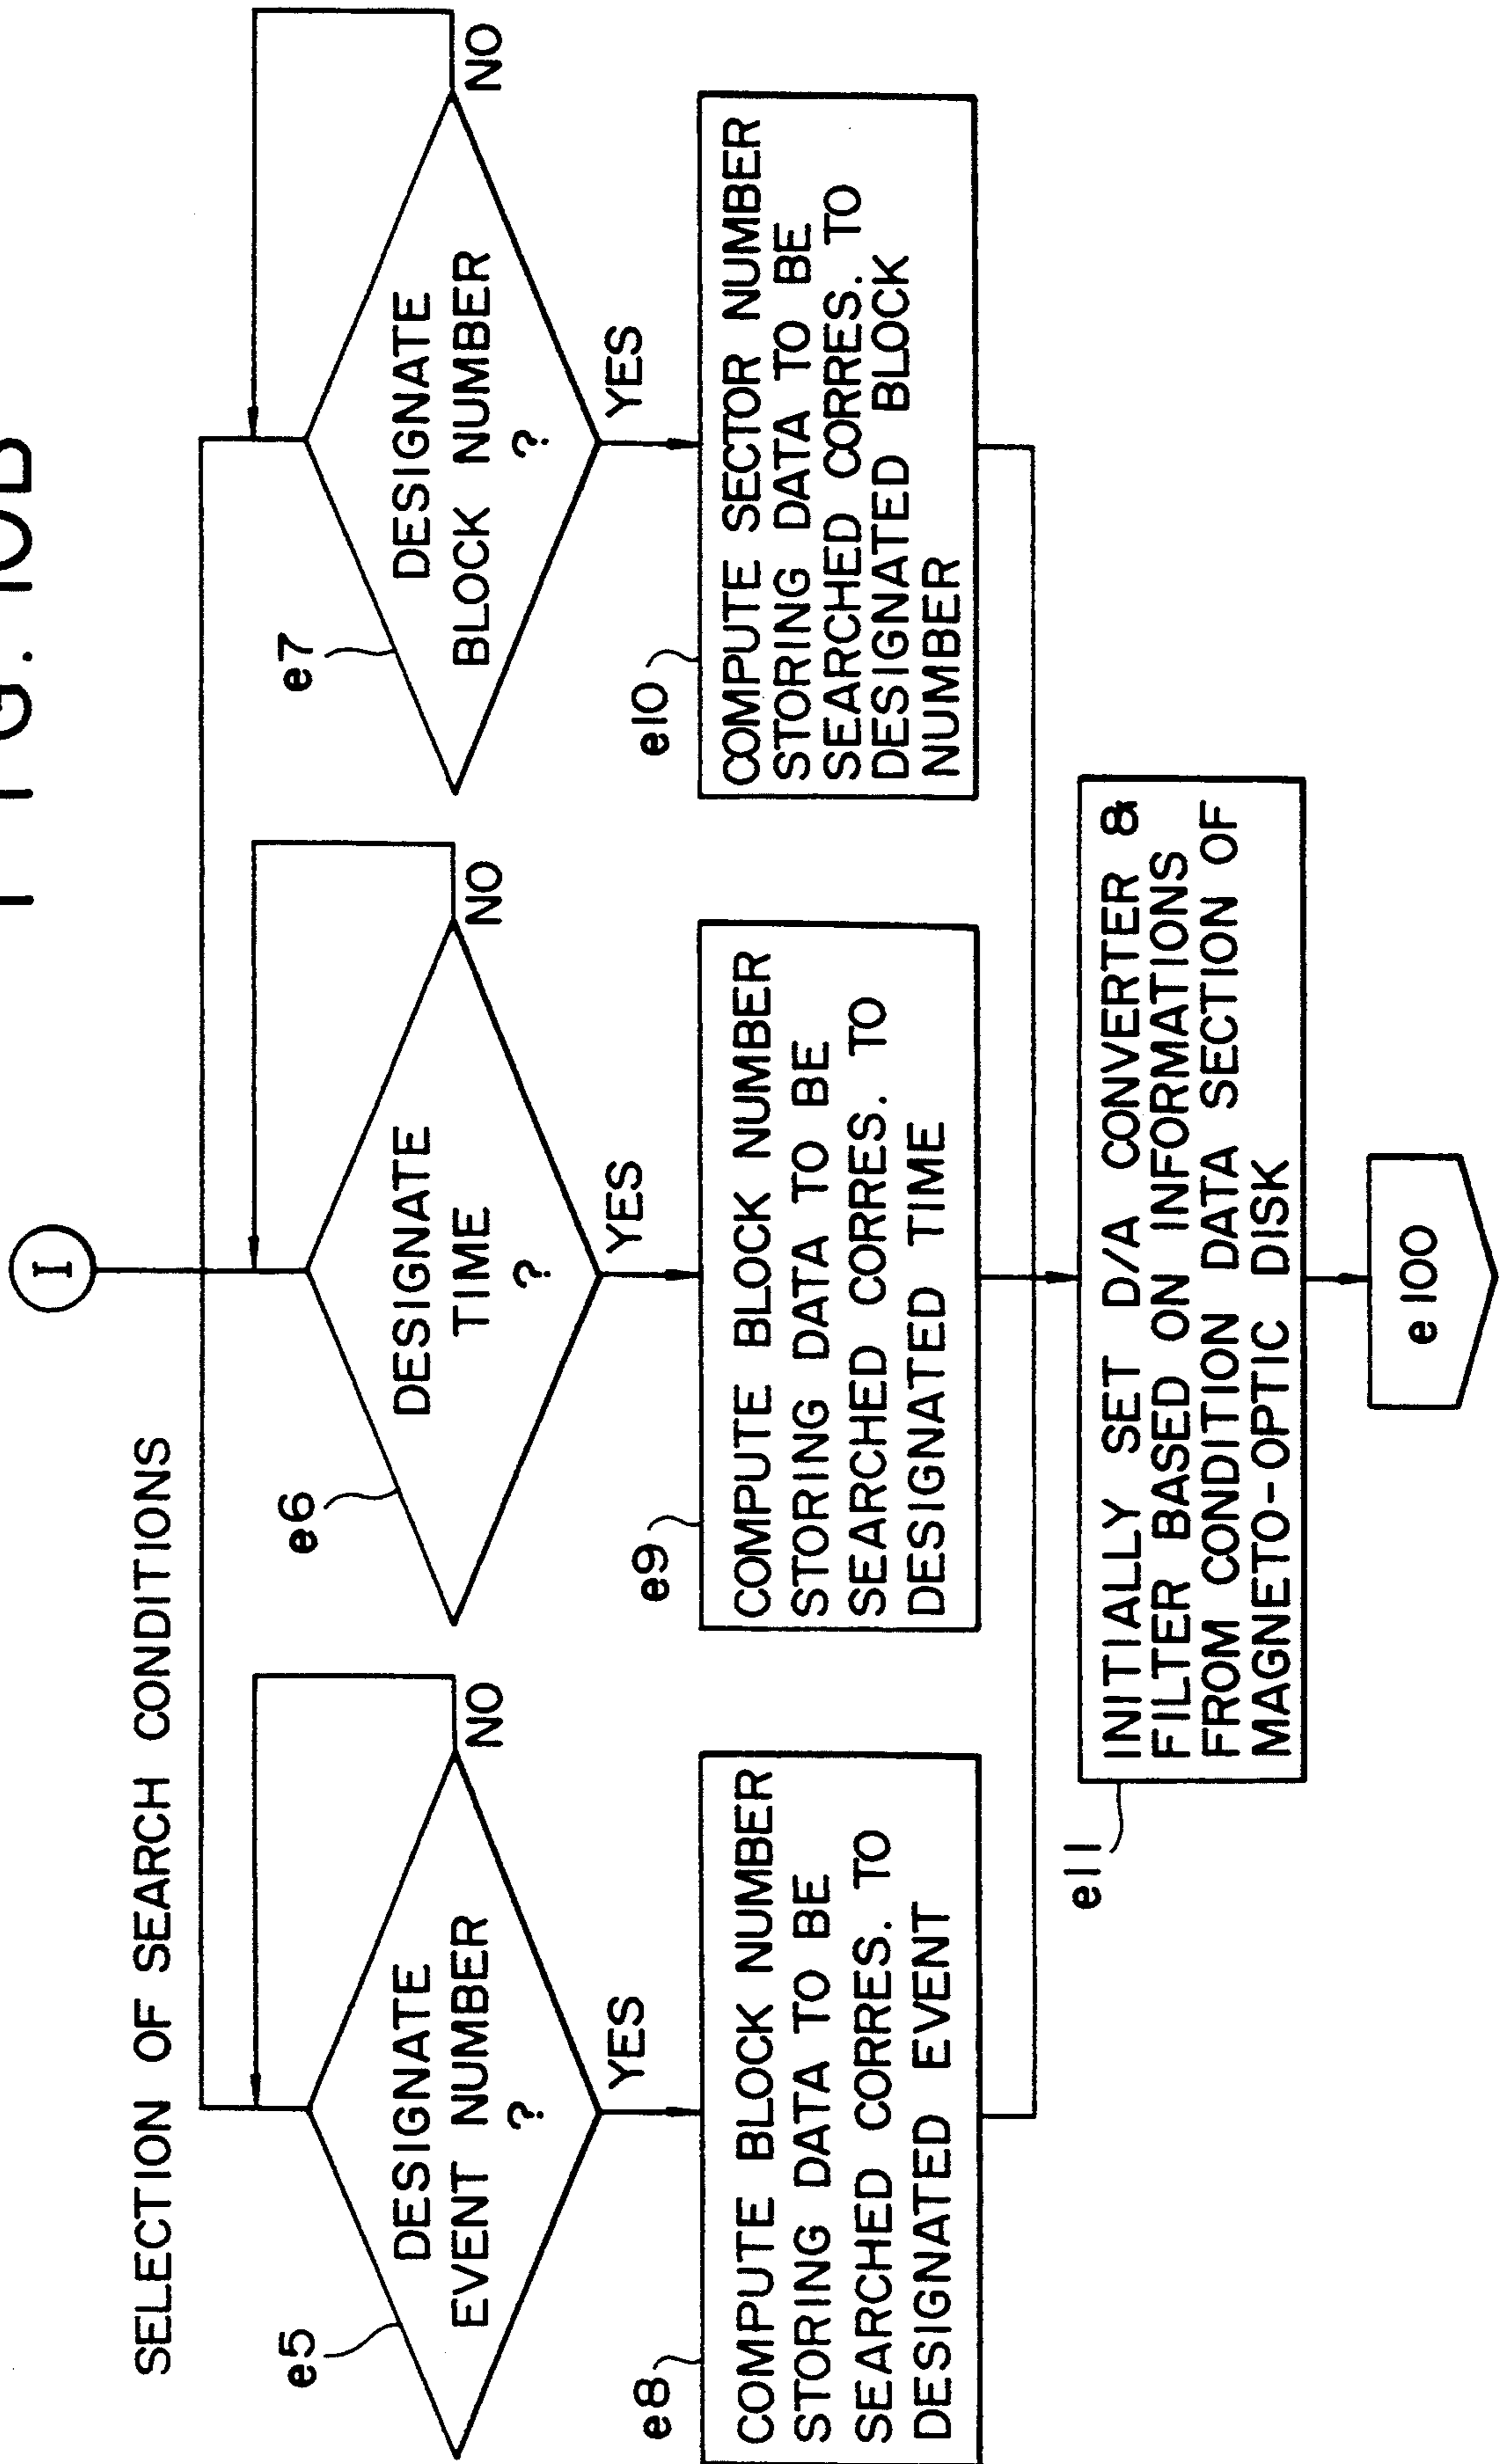 FIG. 10B
I
SELECTION OF SEARCH CONDITIONS
e5
DESIGNATE
EVENT NUMBER
?
NO
YES
e6
DESIGNATE
TIME
?
NO
YES
e7
DESIGNATE
BLOCK NUMBER
?
NO
YES
e8
COMPUTE BLOCK NUMBER
STORING DATA TO BE
SEARCHED CORRES. TO
DESIGNATED EVENT
e9
COMPUTE BLOCK NUMBER
STORING DATA TO BE
SEARCHED CORRES. TO
DESIGNATED TIME
e10
COMPUTE SECTOR NUMBER
STORING DATA TO BE
SEARCHED CORRES. TO
DESIGNATED BLOCK
NUMBER
e11
INITIALLY SET D/A CONVERTER &
FILTER BASED ON INFORMATIONS
FROM CONDITION DATA SECTION OF
MAGNETO-OPTIC DISK
e100